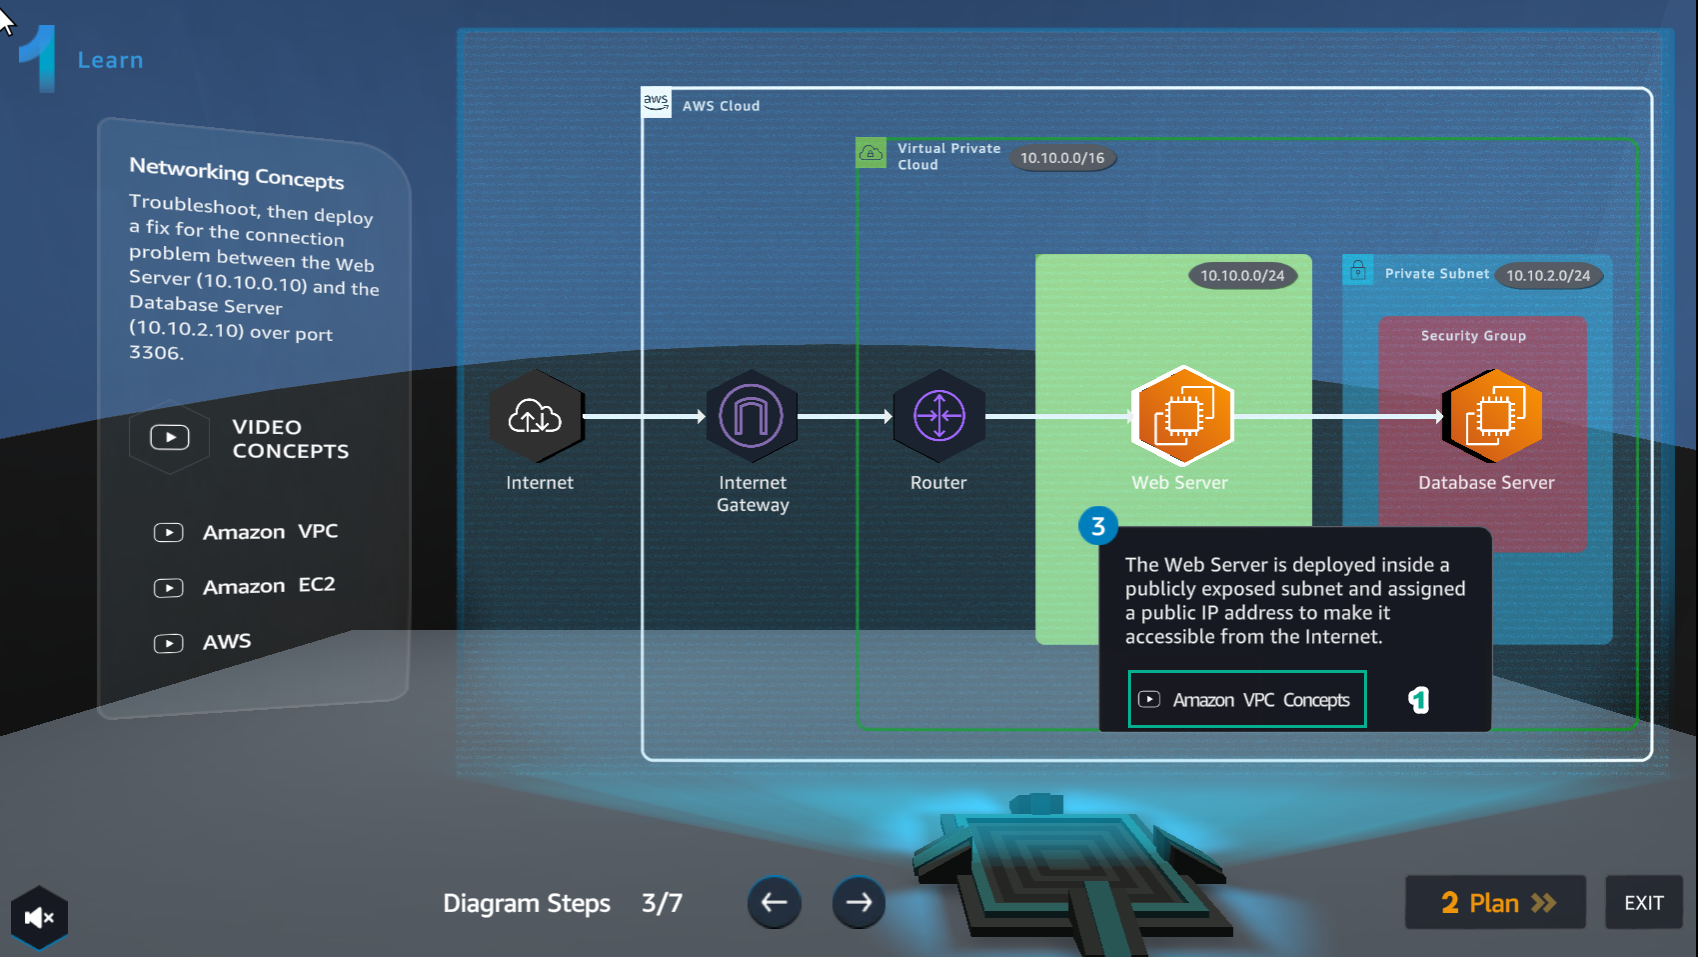 1 Learn
Networking Concepts
Troubleshoot, then deploy
a fix for the connection
problem between the Web
Server (10.10.0.10) and the
Database Server
(10.10.2.10) over port
3306.
VIDEO
CONCEPTS
Amazon VPC
Amazon EC2
AWS
aws
AWS Cloud
Virtual Private
Cloud
10.10.0.0/16
10.10.0.0/24
Private Subnet
10.10.2.0/24
Security Group
Internet
Internet
Gateway
Router
Web Server
Database Server
3
The Web Server is deployed inside a
publicly exposed subnet and assigned
a public IP address to make it
accessible from the Internet.
Amazon VPC Concepts
1
Diagram Steps 3/7
2 Plan
EXIT